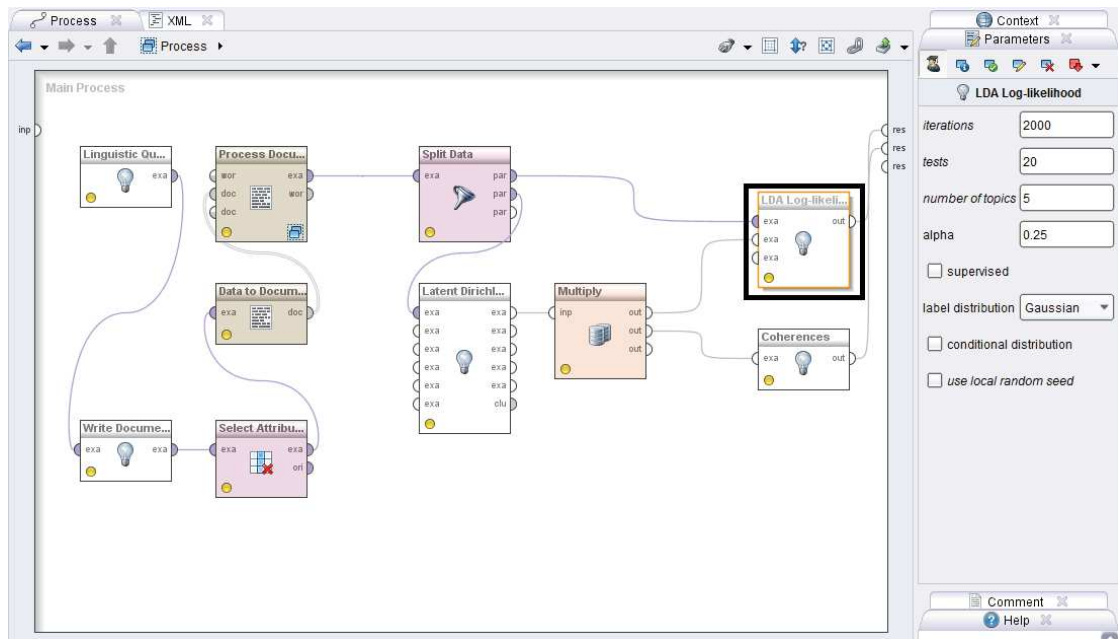 Process
XML
Process
Main Process
inp
res
res
res
Linguistic Qu...
exa
Process Docu...
wor
exa
doc
wor
doc
Split Data
exa
par
par
par
LDA Log-likeli...
exa
out
exa
exa
Data to Docum...
exa
doc
Latent Dirichl...
exa
exa
exa
exa
exa
exa
exa
exa
exa
exa
exa
clu
Multiply
inp
out
out
out
Coherences
exa
out
Write Docume...
exa
exa
Select Attribu...
exa
exa
ori
Context
Parameters
LDA Log-likelihood
iterations
2000
tests
20
number of topics
5
alpha
0.25
supervised
label distribution
Gaussian
conditional distribution
use local random seed
Comment
Help